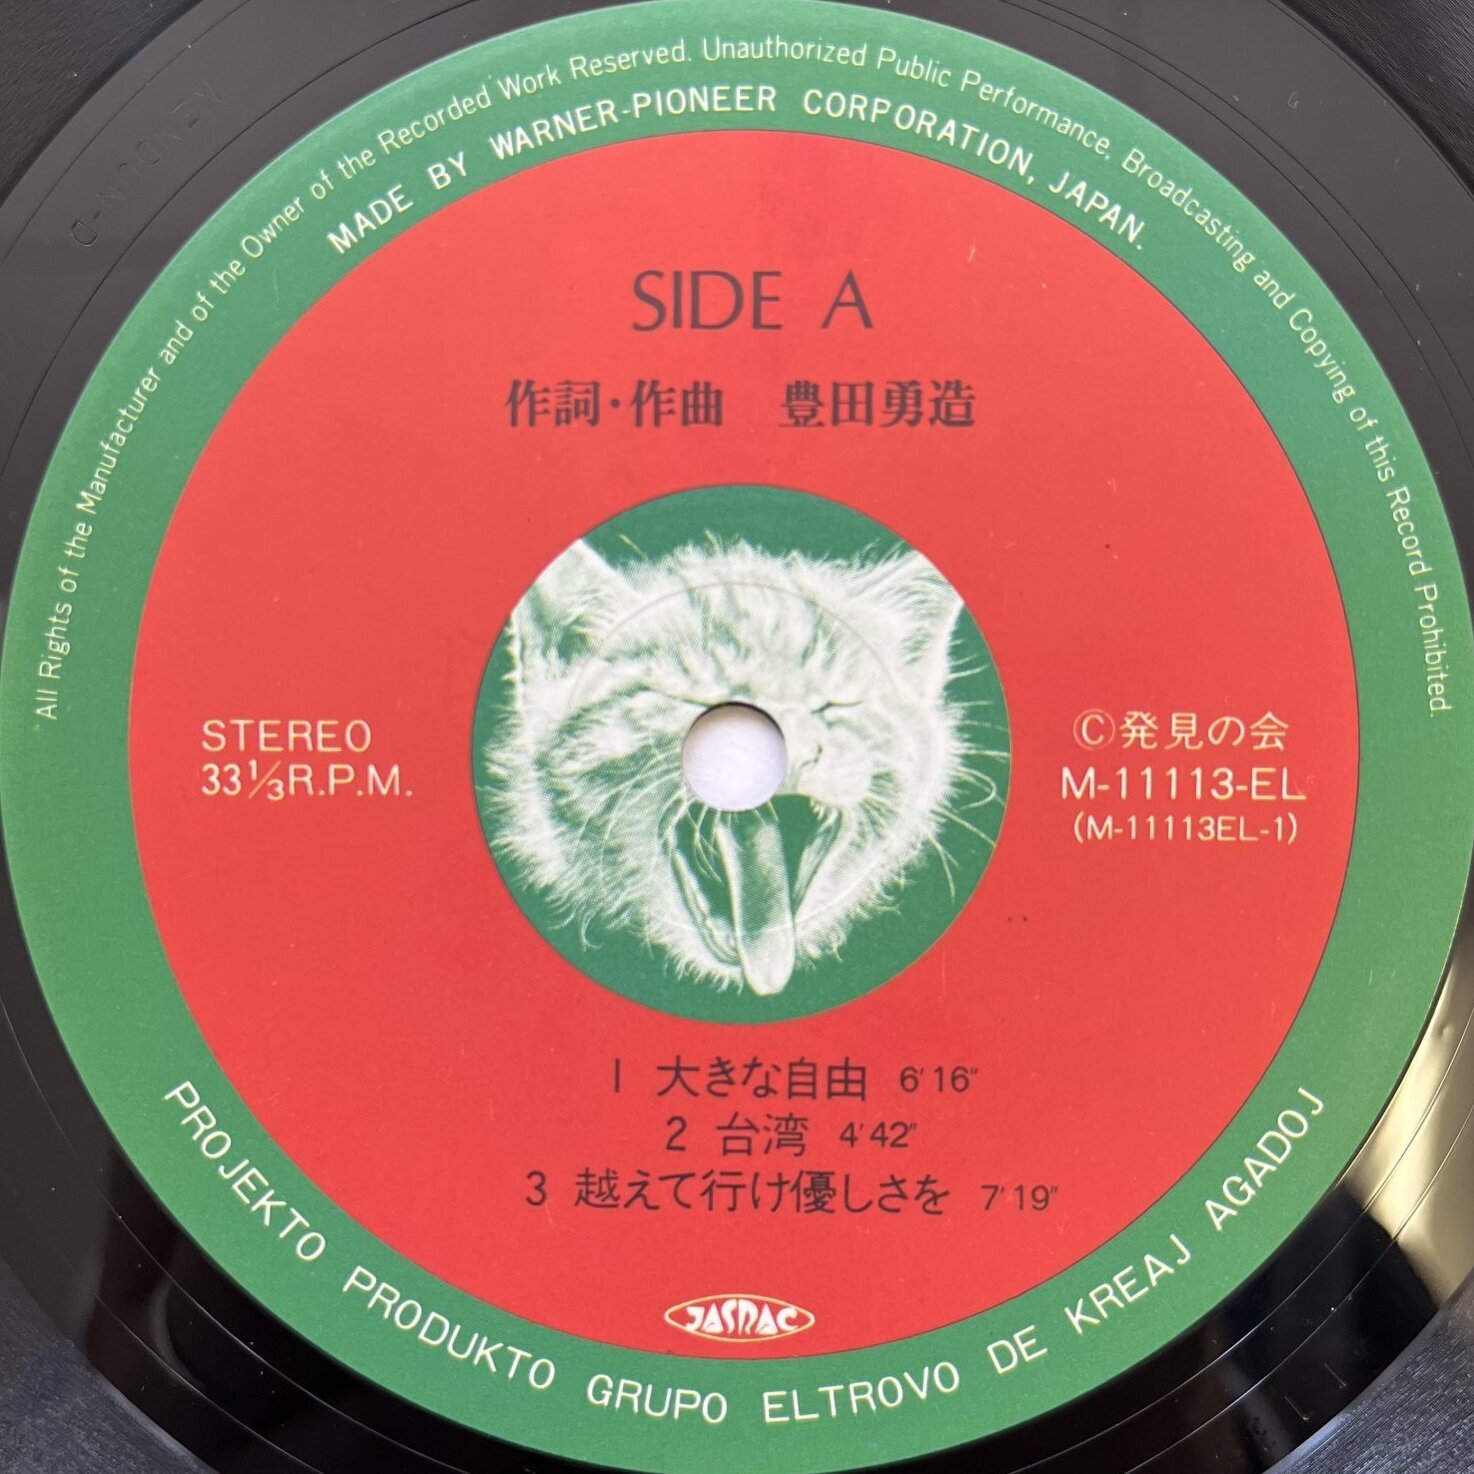 All Rights of the Manufacturer and of the Owner of the Recorded Work Reserved. Unauthorized Public Performance, Broadcasting and Copying of this Record Prohibited.
MADE BY WARNER-PIONEER CORPORATION, JAPAN.
SIDE A
作詞・作曲 豊田勇造
STEREO
33⅓R.P.M.
Ⓒ発見の会
M-11113-EL
(M-11113EL-1)
1 大きな自由 6'16"
2 台湾 4'42"
3 越えて行け優しさを 7'19"
JASRAC
PROJEKTO PRODUKTO GRUPO ELTROVO DE KREAJ AGADOJ